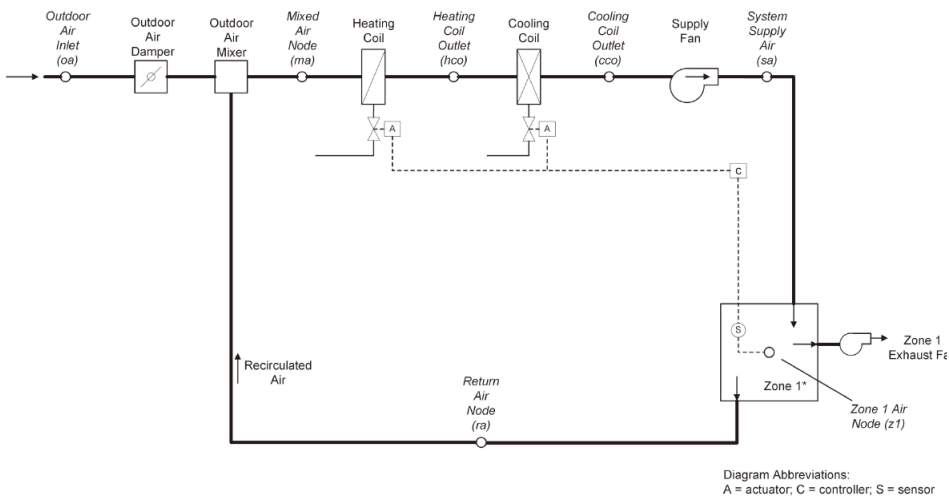 Outdoor
Air
Inlet
(oa)
Outdoor
Air
Damper
Outdoor
Air
Mixer
Mixed
Air
Node
(ma)
Heating
Coil
Heating
Coil
Outlet
(hco)
Cooling
Coil
Cooling
Coil
Outlet
(cco)
Supply
Fan
System
Supply
Air
(sa)
A
A
C
S
Zone 1
Exhaust Fa
Recirculated
Air
Return
Air
Node
(ra)
Zone 1*
Zone 1 Air
Node (z1)
Diagram Abbreviations:
A = actuator; C = controller; S = sensor